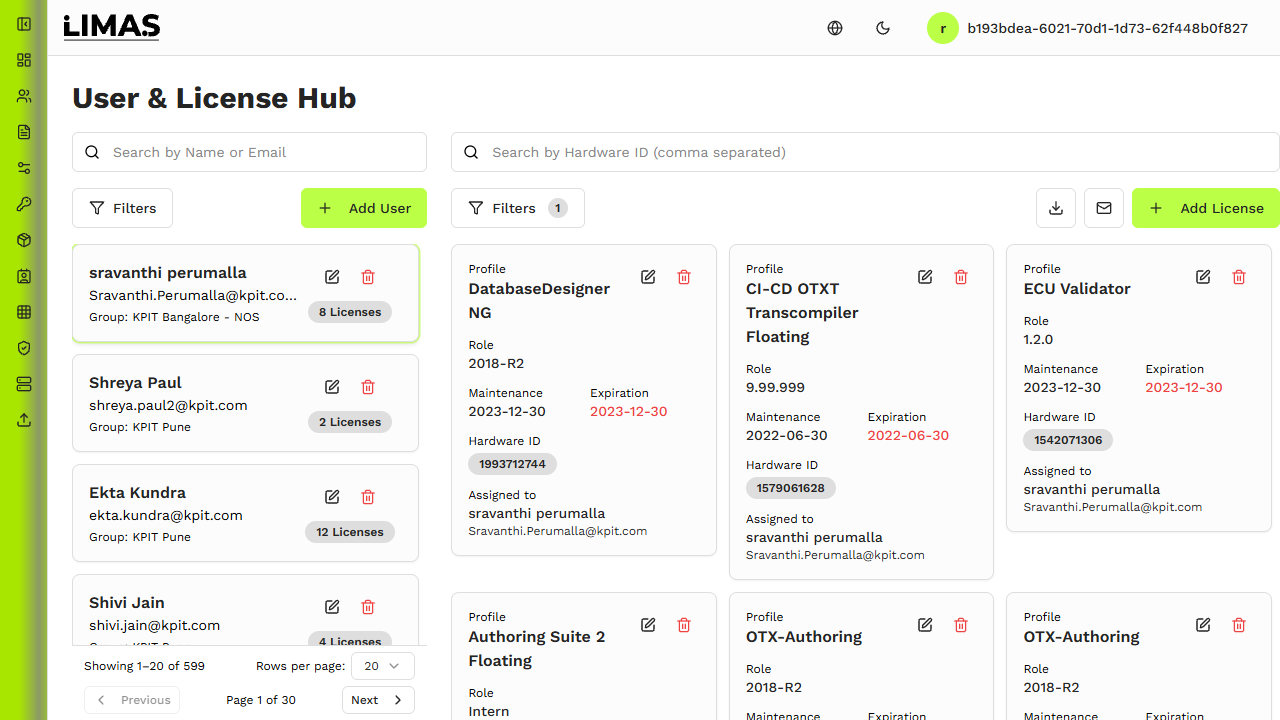 LIMAS
r
b193bdea-6021-70d1-1d73-62f448b0f827
User & License Hub
Search by Name or Email
Search by Hardware ID (comma separated)
Filters
Add User
Filters 1
Add License
sravanthi perumalla
Sravanthi.Perumalla@kpit.co...
Group: KPIT Bangalore - NOS
8 Licenses
Shreya Paul
shreya.paul2@kpit.com
Group: KPIT Pune
2 Licenses
Ekta Kundra
ekta.kundra@kpit.com
Group: KPIT Pune
12 Licenses
Shivi Jain
shivi.jain@kpit.com
4 Licenses
Showing 1–20 of 599
Rows per page: 20
Previous
Page 1 of 30
Next
Profile
DatabaseDesigner
NG
Role
2018-R2
Maintenance Expiration
2023-12-30 2023-12-30
Hardware ID
1993712744
Assigned to
sravanthi perumalla
Sravanthi.Perumalla@kpit.com
Profile
CI-CD OTXT
Transcompiler
Floating
Role
9.99.999
Maintenance Expiration
2022-06-30 2022-06-30
Hardware ID
1579061628
Assigned to
sravanthi perumalla
Sravanthi.Perumalla@kpit.com
Profile
ECU Validator
Role
1.2.0
Maintenance Expiration
2023-12-30 2023-12-30
Hardware ID
1542071306
Assigned to
sravanthi perumalla
Sravanthi.Perumalla@kpit.com
Profile
Authoring Suite 2
Floating
Role
Intern
Profile
OTX-Authoring
Role
2018-R2
Maintenance Expiration
Profile
OTX-Authoring
Role
2018-R2
Maintenance Expiration